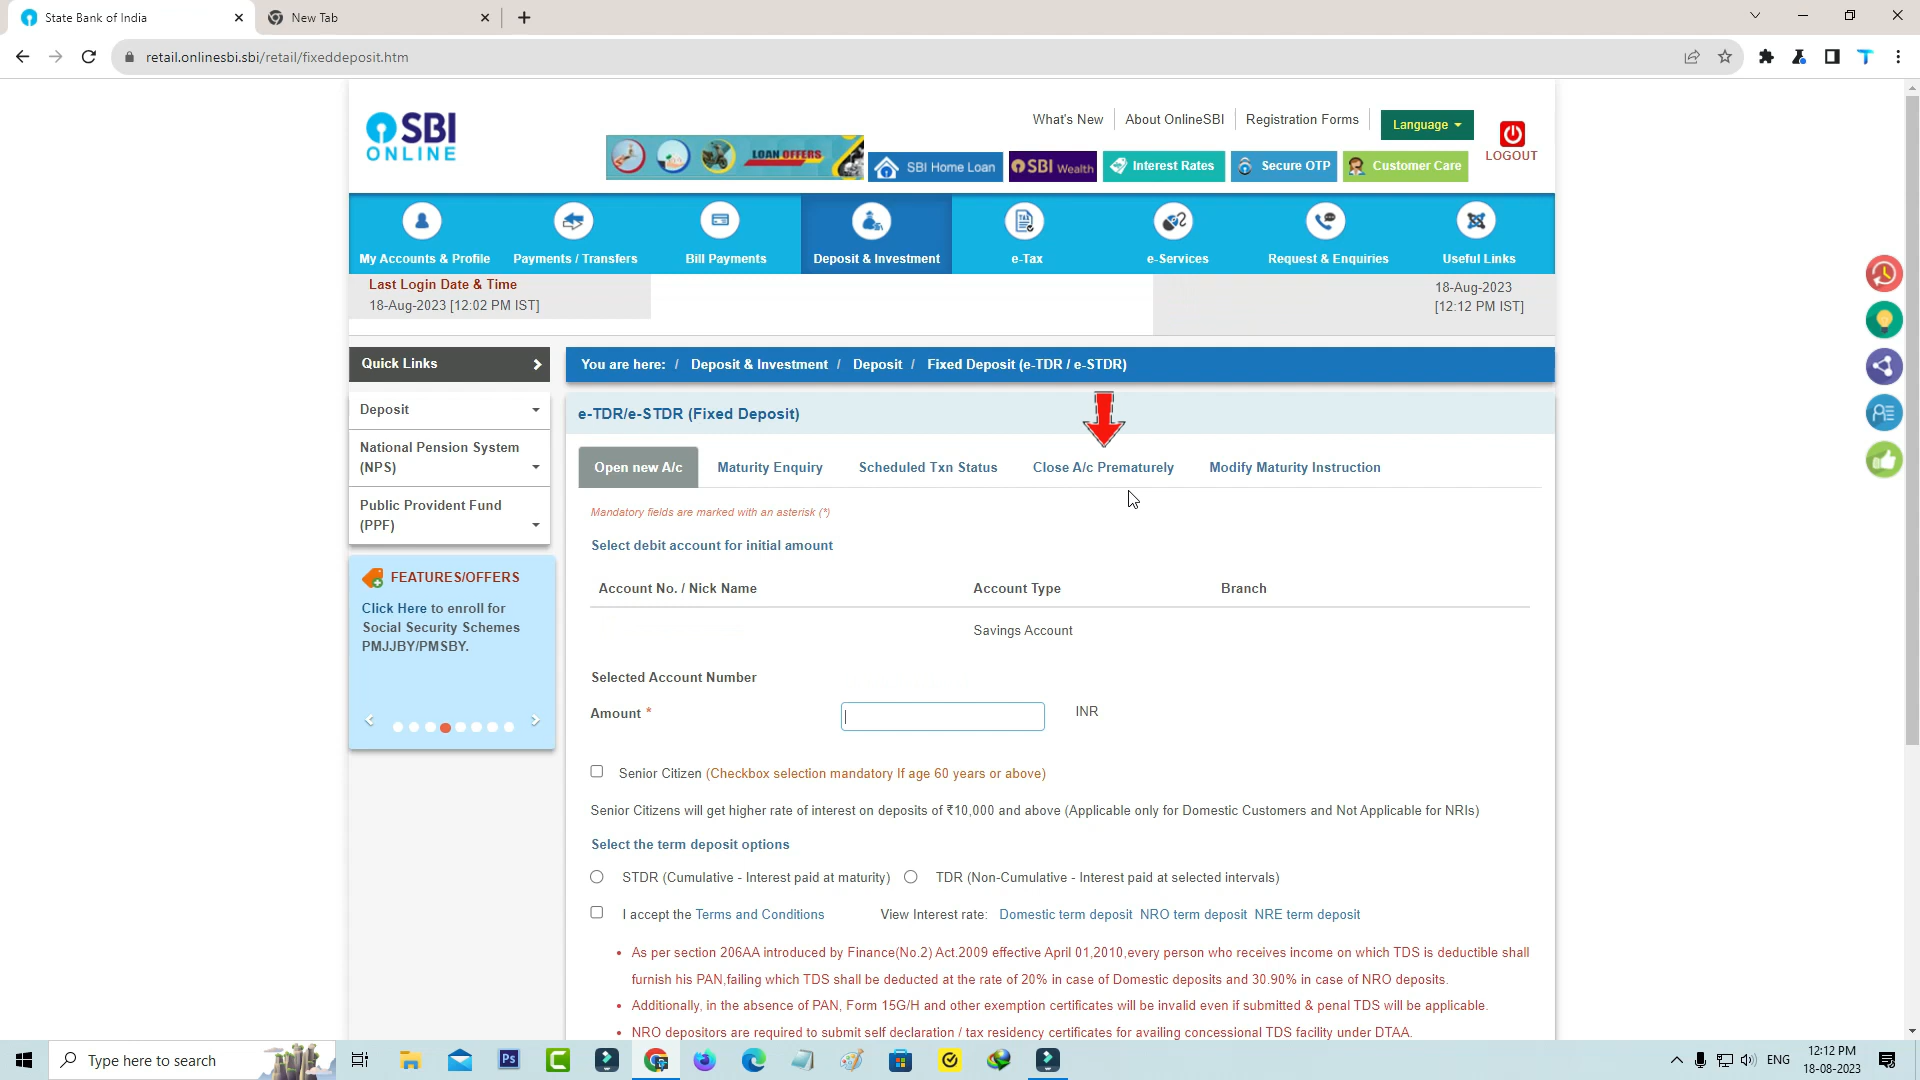 State Bank of India
New Tab
retail.onlinesbi.sbi/retail/fixeddeposit.htm
SBI
ONLINE
What's New
About OnlineSBI
Registration Forms
Language
LOGOUT
LOAN OFFERS
SBI Home Loan
SBI Wealth
Interest Rates
Secure OTP
Customer Care
My Accounts & Profile
Payments / Transfers
Bill Payments
Deposit & Investment
e-Tax
e-Services
Request & Enquiries
Useful Links
Last Login Date & Time
18-Aug-2023 [12:02 PM IST]
18-Aug-2023
[12:12 PM IST]
Quick Links
You are here: / Deposit & Investment / Deposit / Fixed Deposit (e-TDR / e-STDR)
Deposit
National Pension System
(NPS)
Public Provident Fund
(PPF)
FEATURES/OFFERS
Click Here to enroll for
Social Security Schemes
PMJJBY/PMSBY.
e-TDR/e-STDR (Fixed Deposit)
Open new A/c
Maturity Enquiry
Scheduled Txn Status
Close A/c Prematurely
Modify Maturity Instruction
Mandatory fields are marked with an asterisk (*)
Select debit account for initial amount
Account No. / Nick Name
Account Type
Branch
Savings Account
Selected Account Number
Amount *
INR
Senior Citizen (Checkbox selection mandatory If age 60 years or above)
Senior Citizens will get higher rate of interest on deposits of ₹10,000 and above (Applicable only for Domestic Customers and Not Applicable for NRIs)
Select the term deposit options
STDR (Cumulative - Interest paid at maturity)
TDR (Non-Cumulative - Interest paid at selected intervals)
I accept the Terms and Conditions
View Interest rate: Domestic term deposit NRO term deposit NRE term deposit
• As per section 206AA introduced by Finance(No.2) Act.2009 effective April 01,2010,every person who receives income on which TDS is deductible shall
furnish his PAN,failing which TDS shall be deducted at the rate of 20% in case of Domestic deposits and 30.90% in case of NRO deposits.
• Additionally, in the absence of PAN, Form 15G/H and other exemption certificates will be invalid even if submitted & penal TDS will be applicable.
• NRO depositors are required to submit self declaration / tax residency certificates for availing concessional TDS facility under DTAA.
Type here to search
Ps
ENG
12:12 PM
18-08-2023